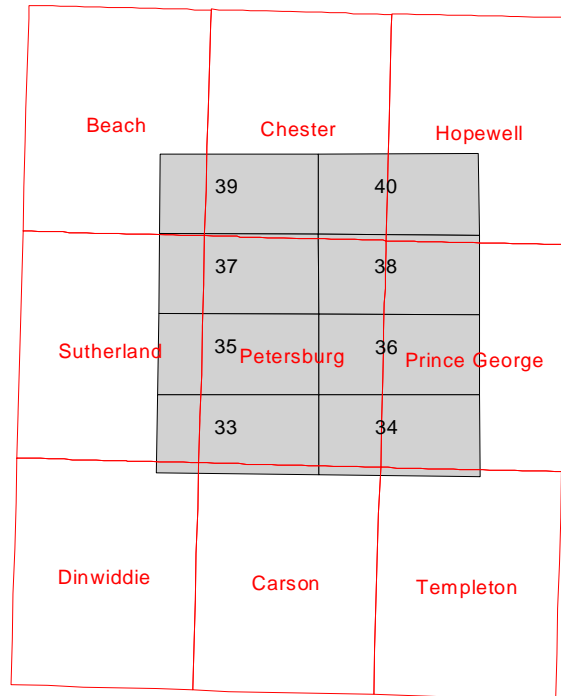 Beach
Chester
Hopewell
39
40
37
38
Sutherland
35
Petersburg
36
Prince George
33
34
Dinwiddie
Carson
Templeton